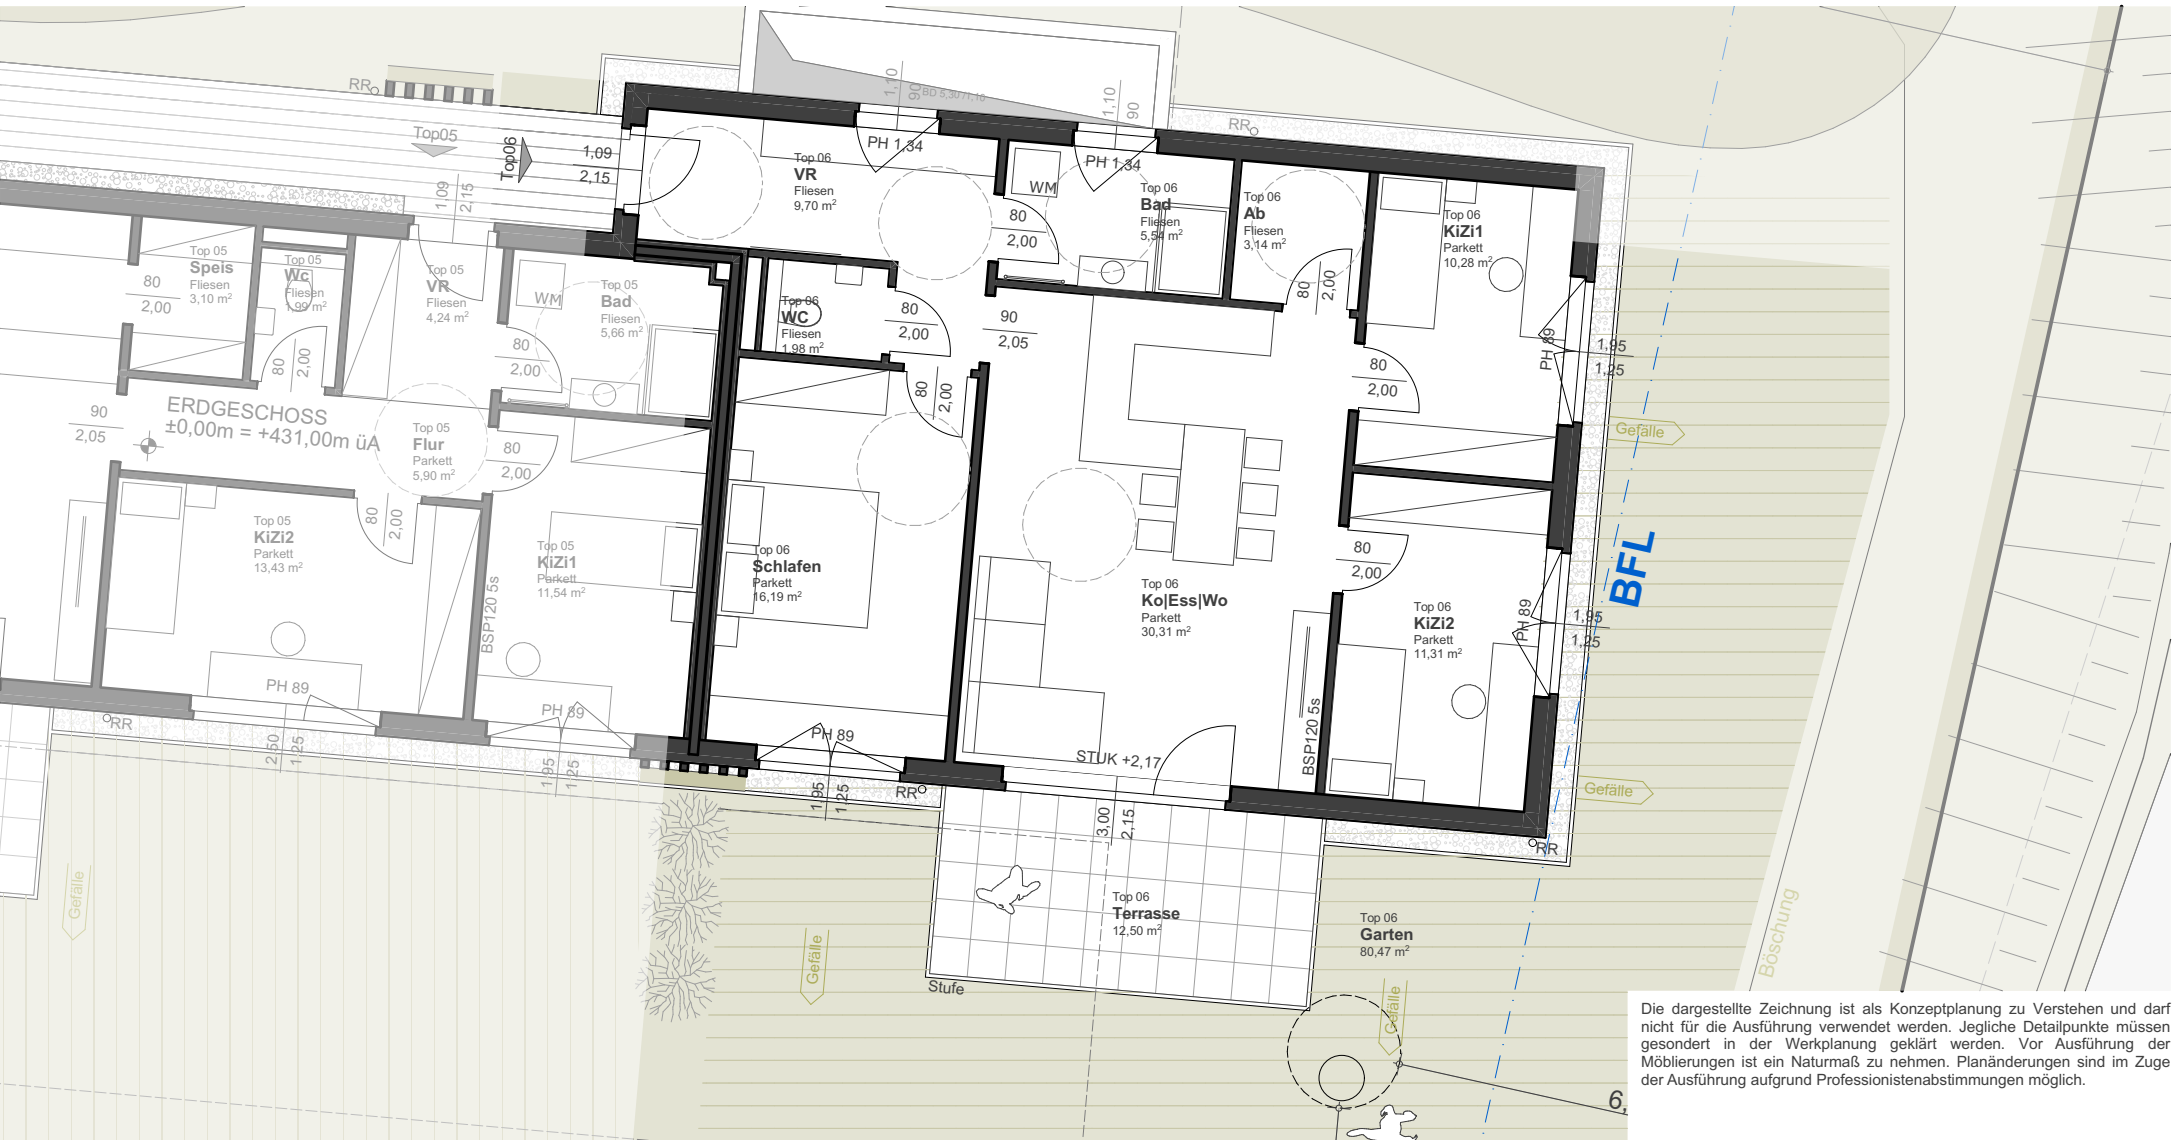 RR
Top05
Top06
1,09
2,15
1,09
2,15
1,10
90
BD 5,30 /1,10
1,10
90
RR
PH 1,34
PH 1,34
Top 06
VR
Fliesen
9,70 m²
WM
80
2,00
Top 06
Bad
Fliesen
5,54 m²
Top 06
Ab
Fliesen
3,14 m²
80
2,00
Top 06
KiZi1
Parkett
10,28 m²
PH 89
1,95
1,25
Top 05
Speis
Fliesen
3,10 m²
80
2,00
Top 05
Wc
Fliesen
1,99 m²
80
2,00
Top 05
VR
Fliesen
4,24 m²
WM
Top 05
Bad
Fliesen
5,66 m²
80
2,00
Top 06
WC
Fliesen
1,98 m²
80
2,00
90
2,05
80
2,00
80
2,00
90
2,05
ERDGESCHOSS
±0,00m = +431,00m üA
Top 05
Flur
Parkett
5,90 m²
80
2,00
Gefälle
Top 05
KiZi2
Parkett
13,43 m²
80
2,00
Top 05
KiZi1
Parkett
11,54 m²
BSP120 5s
Top 06
Schlafen
Parkett
16,19 m²
Top 06
Ko|Ess|Wo
Parkett
30,31 m²
80
2,00
Top 06
KiZi2
Parkett
11,31 m²
PH 89
1,95
1,25
BFL
PH 89
RR
2,50
1,25
PH 89
1,95
1,25
PH 89
1,95
1,25
RR
STUK +2,17
BSP120 5s
3,00
2,15
Gefälle
RR
Gefälle
Gefälle
Top 06
Terrasse
12,50 m²
Stufe
Top 06
Garten
80,47 m²
Gefälle
Böschung
6,
Die dargestellte Zeichnung ist als Konzeptplanung zu Verstehen und darf
nicht für die Ausführung verwendet werden. Jegliche Detailpunkte müssen
gesondert in der Werkplanung geklärt werden. Vor Ausführung der
Möblierungen ist ein Naturmaß zu nehmen. Planänderungen sind im Zuge
der Ausführung aufgrund Professionistenabstimmungen möglich.